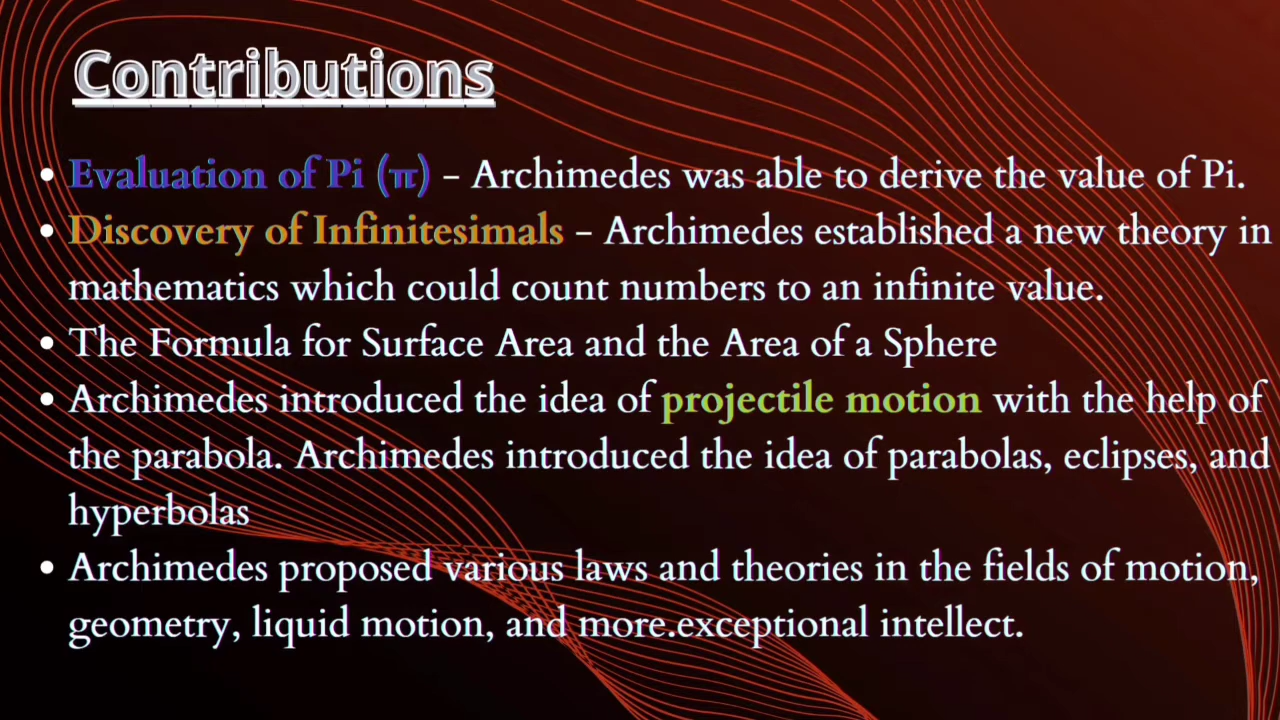 Contributions
• Evaluation of Pi (π) – Archimedes was able to derive the value of Pi.
• Discovery of Infinitesimals – Archimedes established a new theory in
mathematics which could count numbers to an infinite value.
• The Formula for Surface Area and the Area of a Sphere
• Archimedes introduced the idea of projectile motion with the help of
the parabola. Archimedes introduced the idea of parabolas, eclipses, and
hyperbolas
• Archimedes proposed various laws and theories in the fields of motion,
geometry, liquid motion, and more.exceptional intellect.